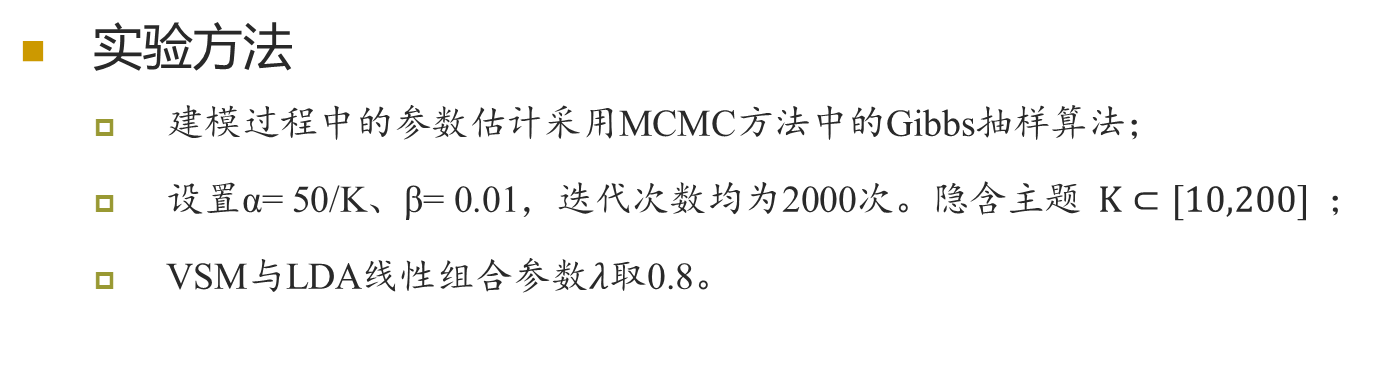 实验方法
建模过程中的参数估计采用MCMC方法中的Gibbs抽样算法；
设置α= 50/K、β= 0.01，迭代次数均为2000次。隐含主题 K ⊂ [10,200] ；
VSM与LDA线性组合参数λ取0.8。